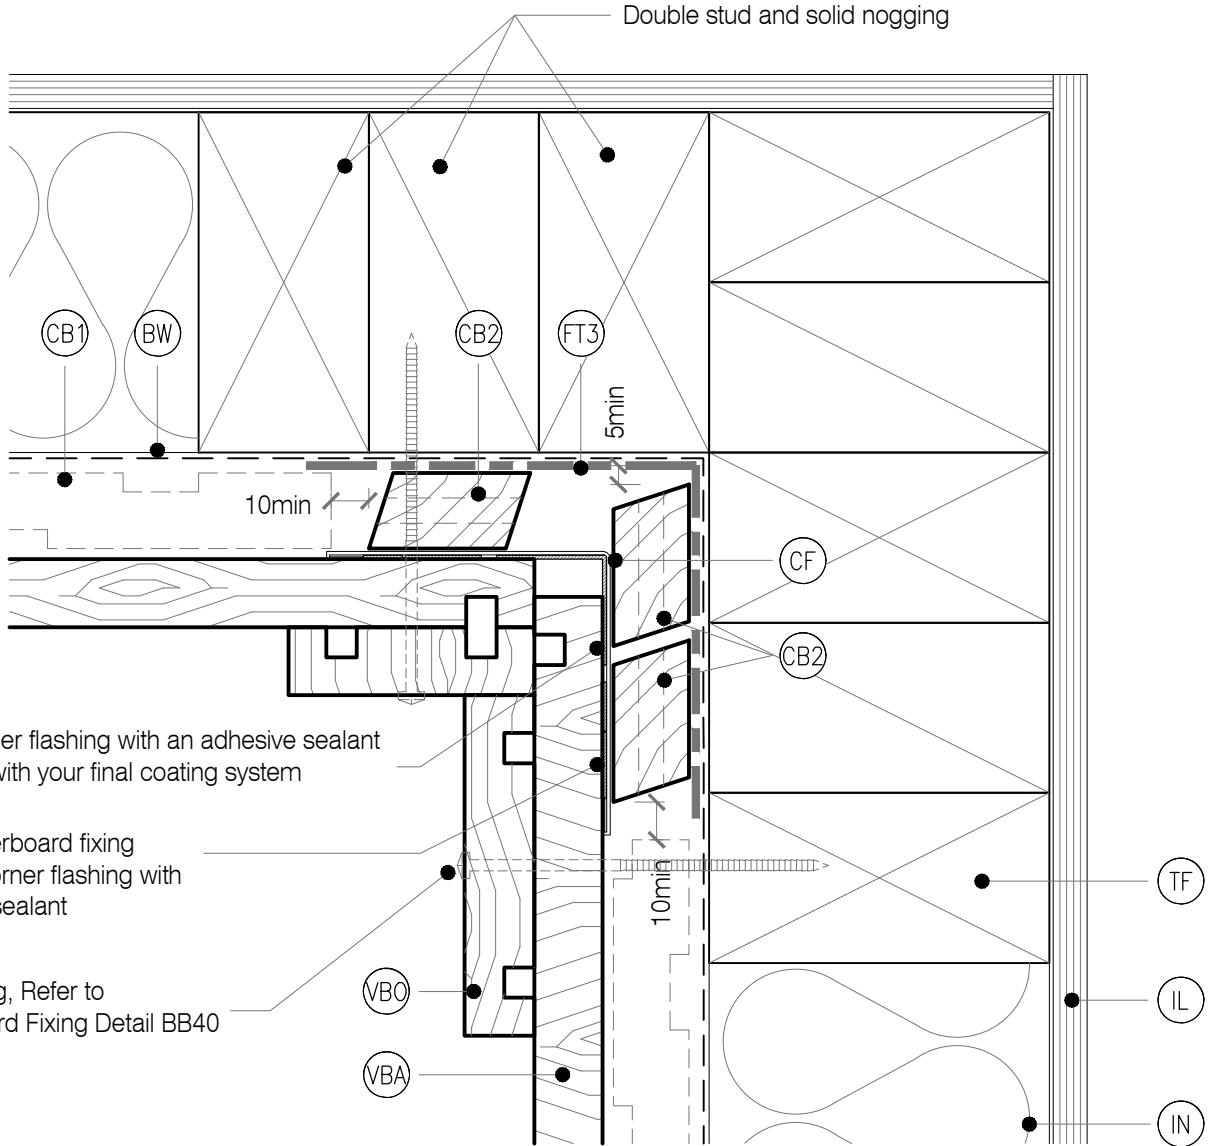 Double stud and solid nogging
CB1
BW
CB2
FT3
5min
10min
CF
CB2
er flashing with an adhesive sealant
with your final coating system
erboard fixing
orner flashing with
sealant
10min
TF
g, Refer to
rd Fixing Detail BB40
VBO
IL
VBA
IN